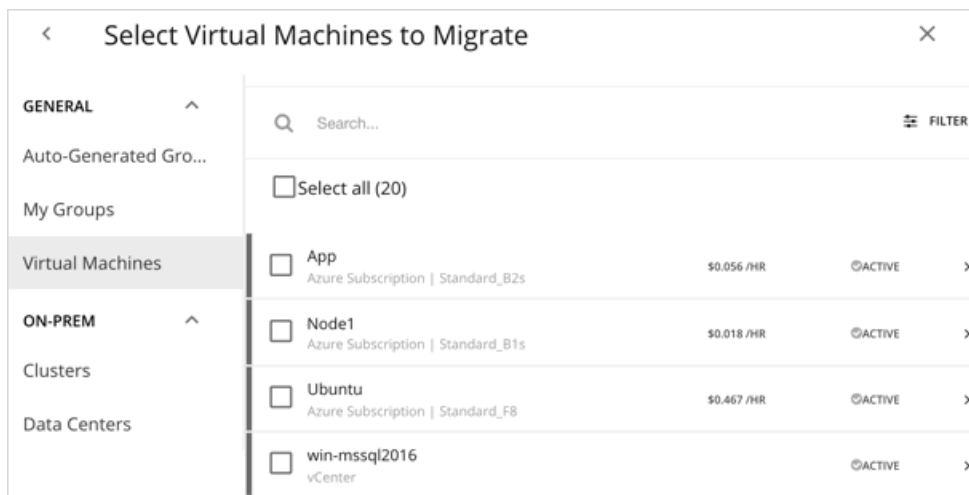 Select Virtual Machines to Migrate
GENERAL
Auto-Generated Gro...
My Groups
Virtual Machines
ON-PREM
Clusters
Data Centers
Search...
FILTER
Select all (20)
App
Azure Subscription | Standard_B2s
$0.056 /HR
ACTIVE
Node1
Azure Subscription | Standard_B1s
$0.018 /HR
ACTIVE
Ubuntu
Azure Subscription | Standard_F8
$0.467 /HR
ACTIVE
win-mssql2016
vCenter
ACTIVE